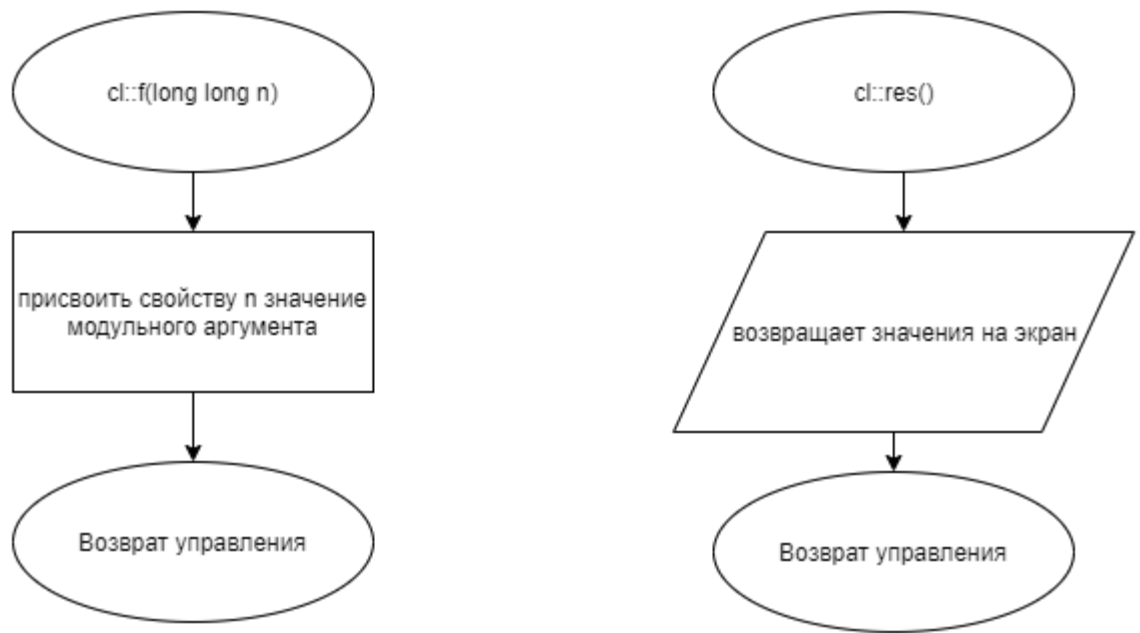 cl::f(long long n)
присвоить свойству n значение
модульного аргумента
Возврат управления
cl::res()
возвращает значения на экран
Возврат управления